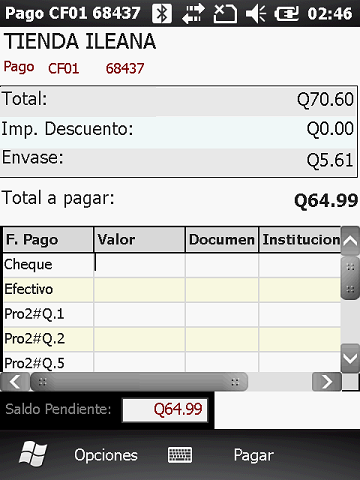 Pago CF01 68437 02:46
TIENDA ILEANA
Pago CF01 68437
Total: Q70.60
Imp. Descuento: Q0.00
Envase: Q5.61
Total a pagar: Q64.99
F. Pago Valor Documen Institucion
Cheque
Efectivo
Pro2#Q.1
Pro2#Q.2
Pro2#Q.5
Saldo Pendiente: Q64.99
Opciones Pagar